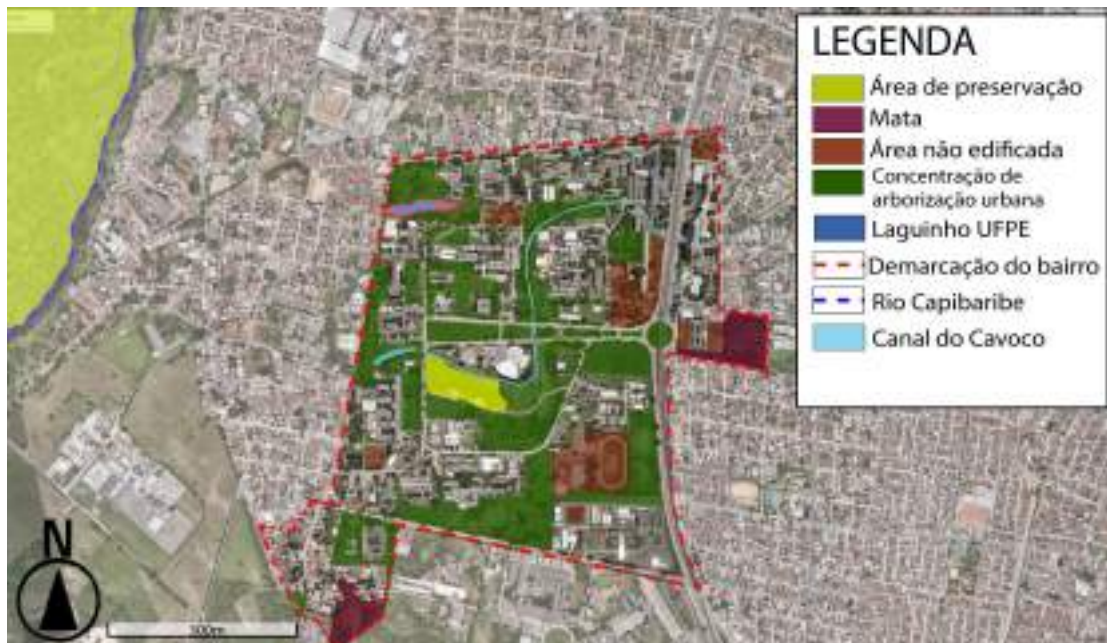 LEGENDA
Área de preservação
Mata
Área não edificada
Concentração de
arborização urbana
Laguinho UFPE
Demarcação do bairro
Rio Capibaribe
Canal do Cavoco
N
300m